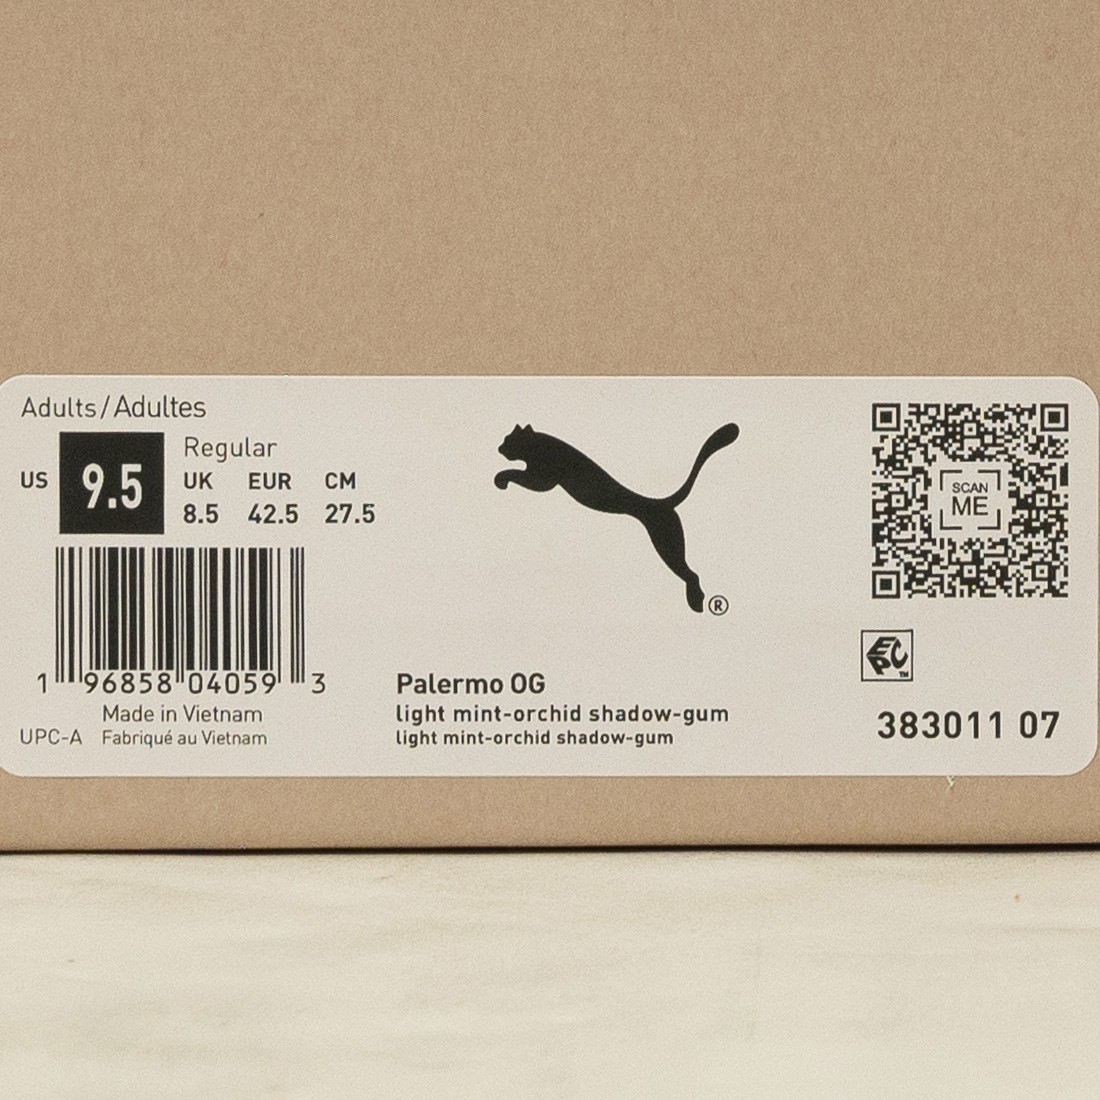 Adults/Adultes
US 9.5
Regular
UK EUR CM
8.5 42.5 27.5
1 96858 04059 3
Made in Vietnam
UPC-A Fabriqué au Vietnam
®
Palermo OG
light mint-orchid shadow-gum
light mint-orchid shadow-gum
SCAN
ME
EPC™
383011 07